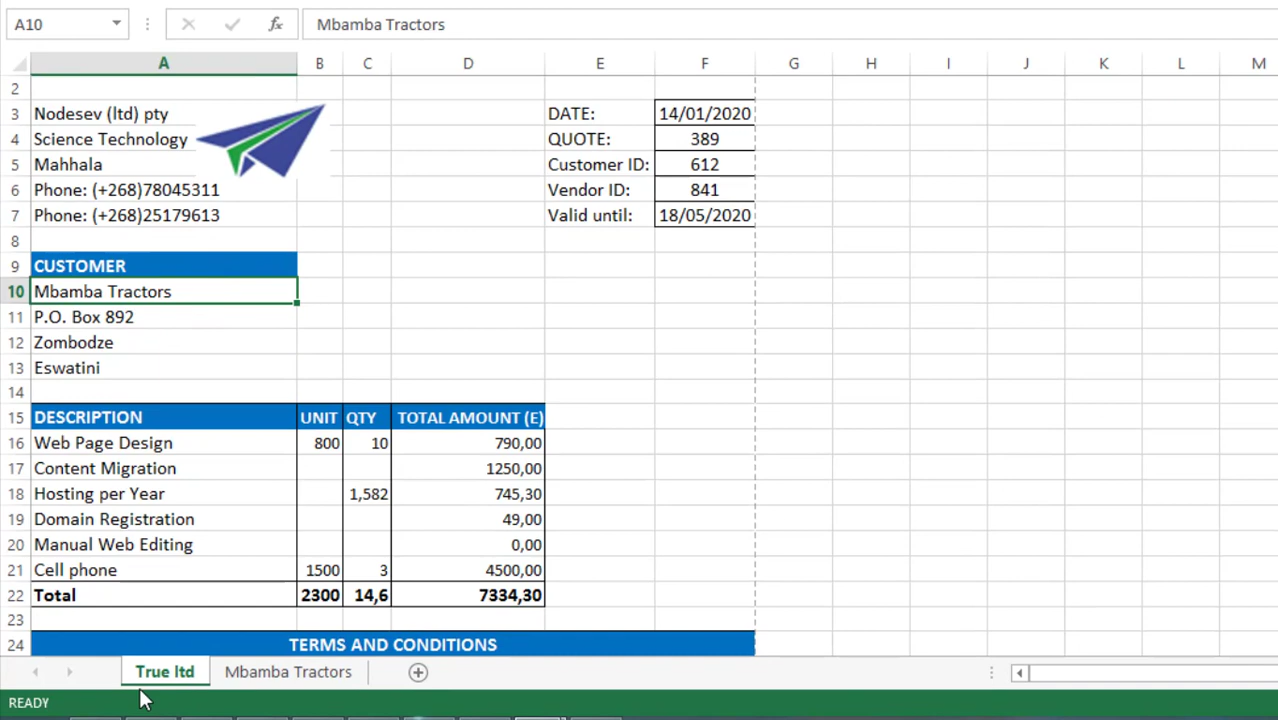 A10 fx Mbamba Tractors
A B C D E F G H I J K L M
2
3 Nodesev (ltd) pty DATE: 14/01/2020
4 Science Technology QUOTE: 389
5 Mahhala Customer ID: 612
6 Phone: (+268)78045311 Vendor ID: 841
7 Phone: (+268)25179613 Valid until: 18/05/2020
8
9 CUSTOMER
10 Mbamba Tractors
11 P.O. Box 892
12 Zombodze
13 Eswatini
14
15 DESCRIPTION UNIT QTY TOTAL AMOUNT (E)
16 Web Page Design 800 10 790,00
17 Content Migration 1250,00
18 Hosting per Year 1,582 745,30
19 Domain Registration 49,00
20 Manual Web Editing 0,00
21 Cell phone 1500 3 4500,00
22 Total 2300 14,6 7334,30
23
24 TERMS AND CONDITIONS
True ltd Mbamba Tractors
READY